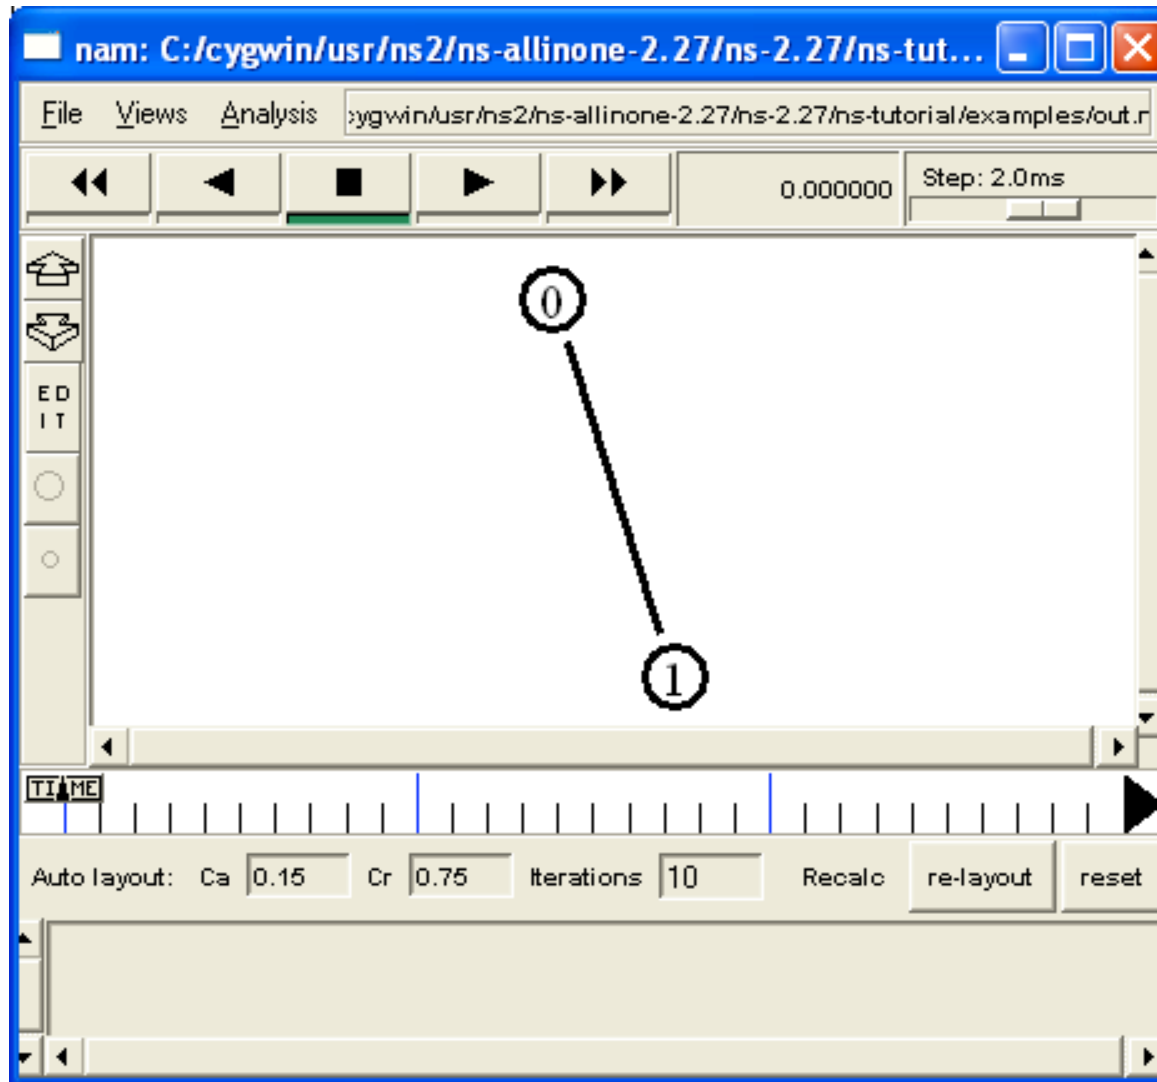 nam: C:/cygwin/usr/ns2/ns-allinone-2.27/ns-2.27/ns-tut...
File Views Analysis :ygwin/usr/ns2/ns-allinone-2.27/ns-2.27/ns-tutorial/examples/out.n
0.000000 Step: 2.0ms
0
E D
I T
1
TIME
Auto layout: Ca 0.15 Cr 0.75 Iterations 10 Recalc re-layout reset